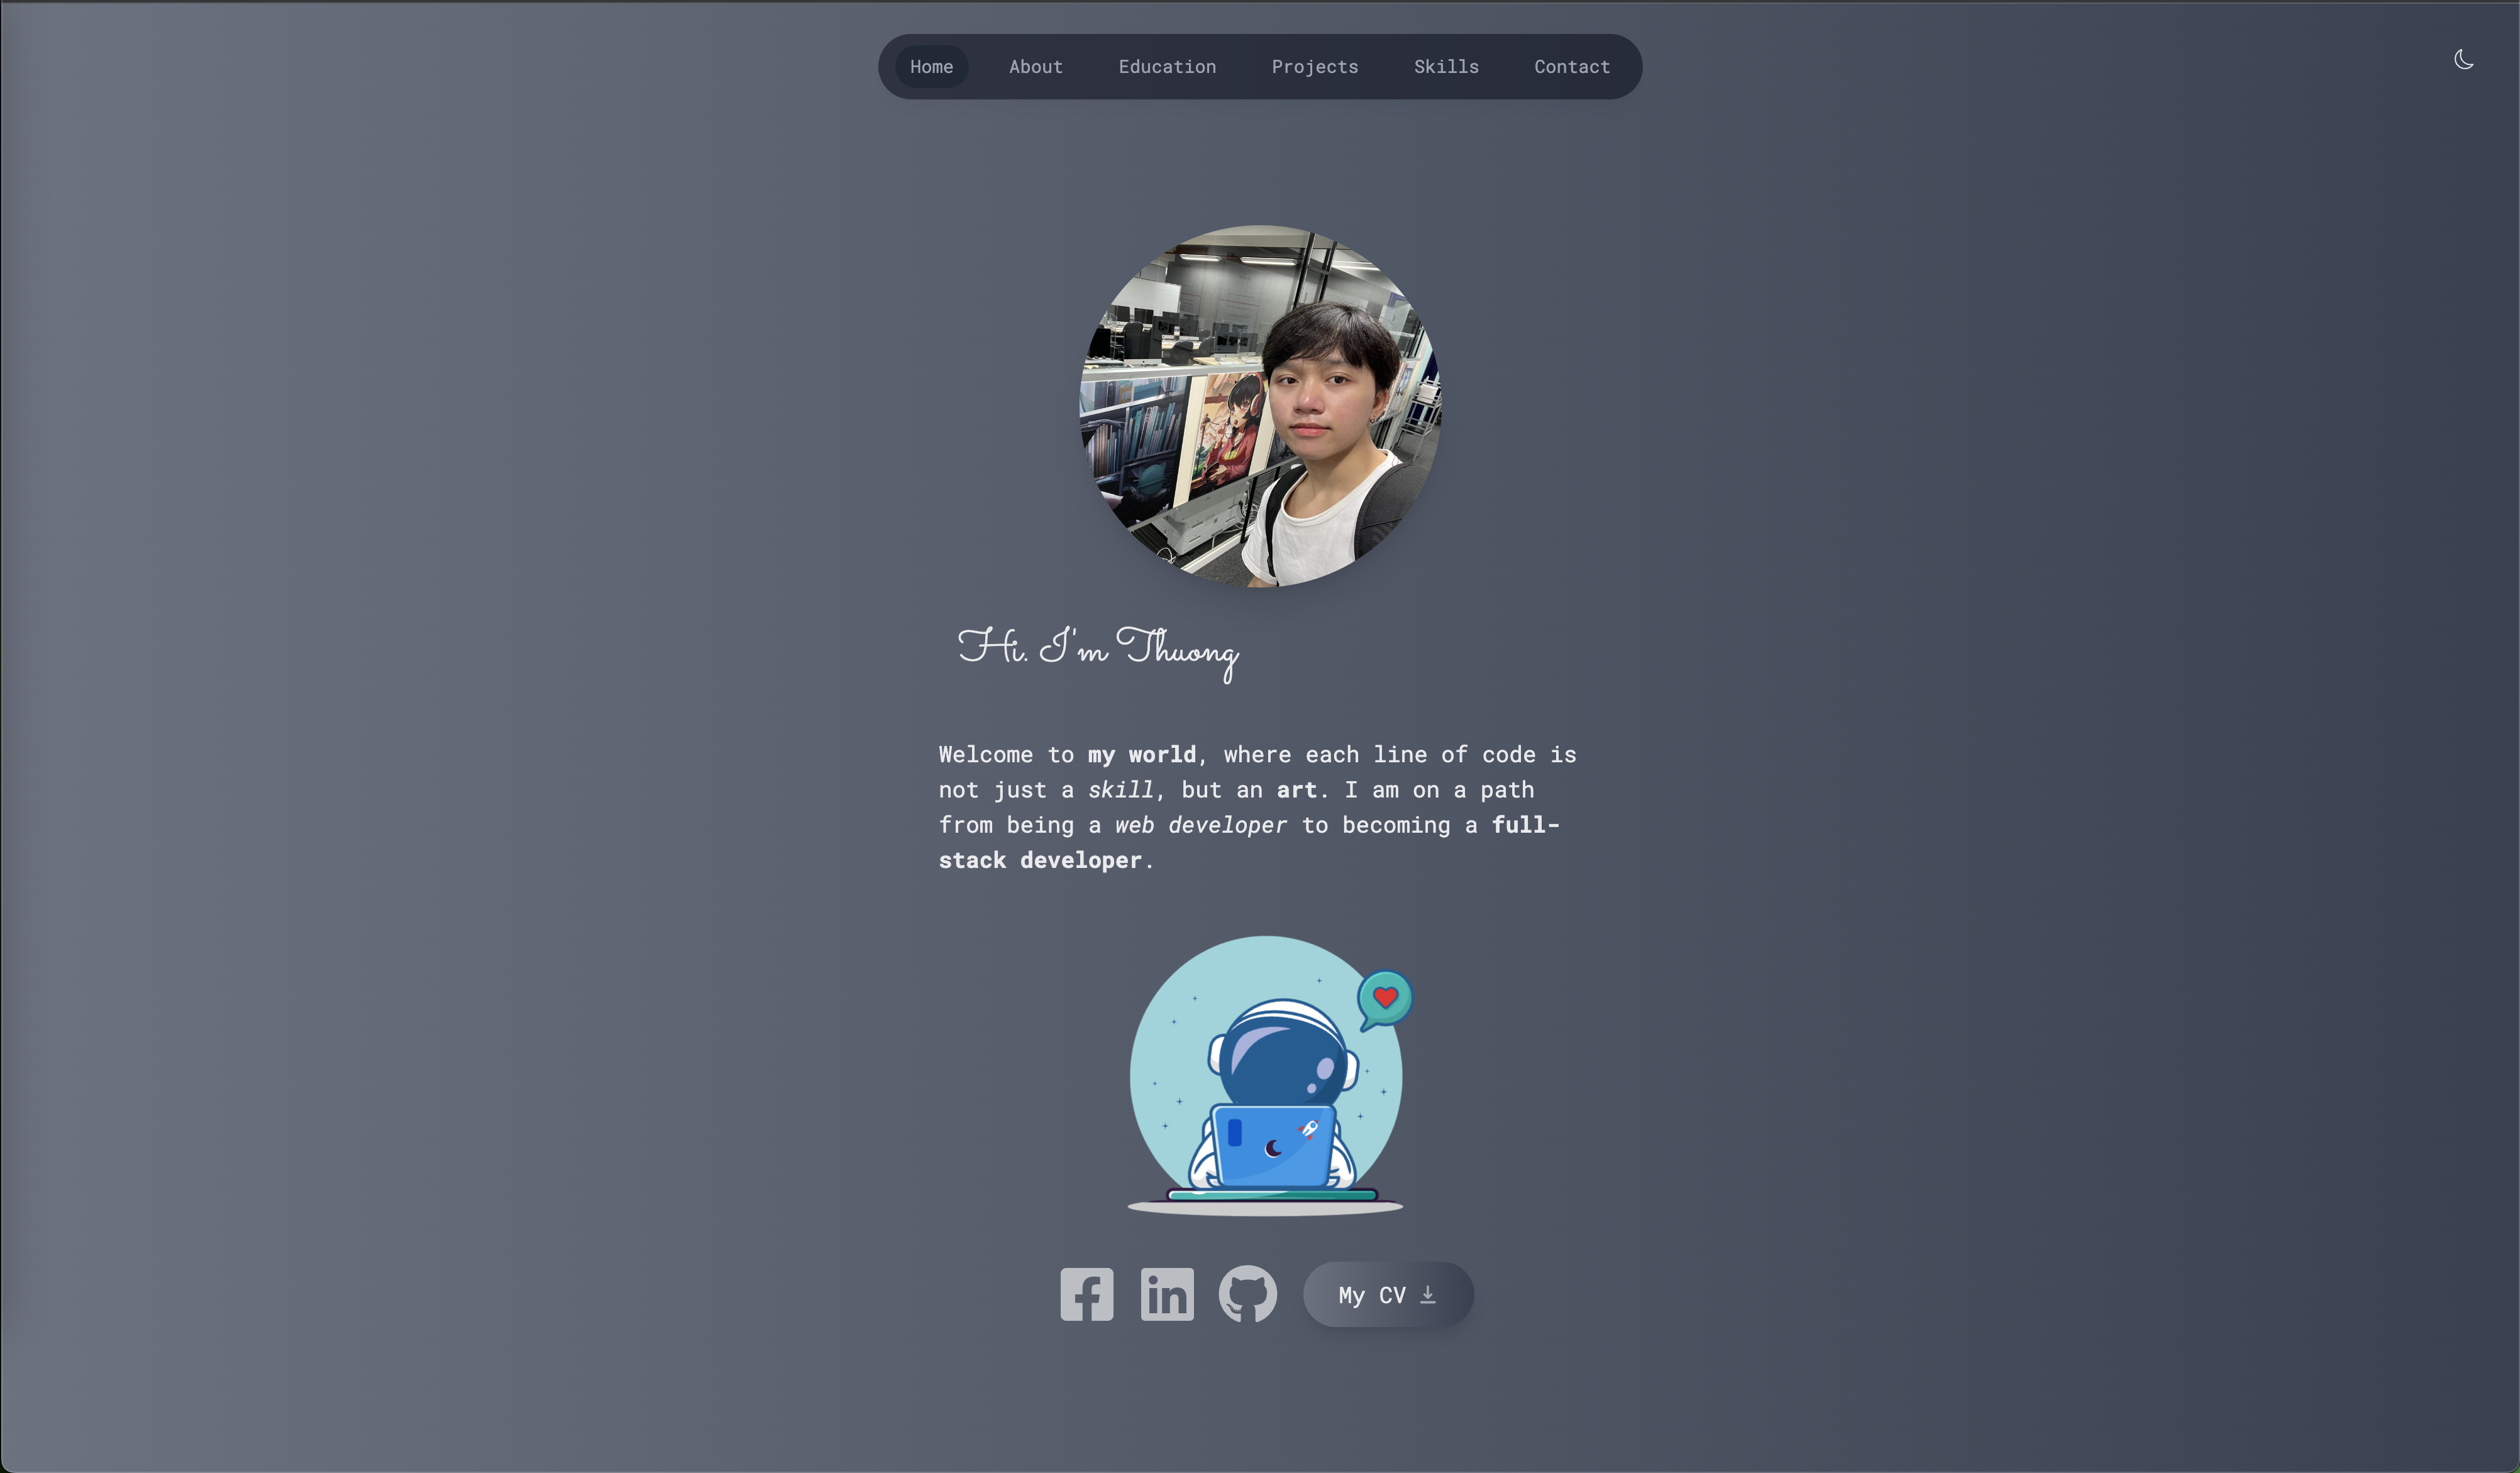 Home About Education Projects Skills Contact
Hi. I'm Thuong
Welcome to my world, where each line of code is
not just a skill, but an art. I am on a path
from being a web developer to becoming a full-
stack developer.
in
My CV